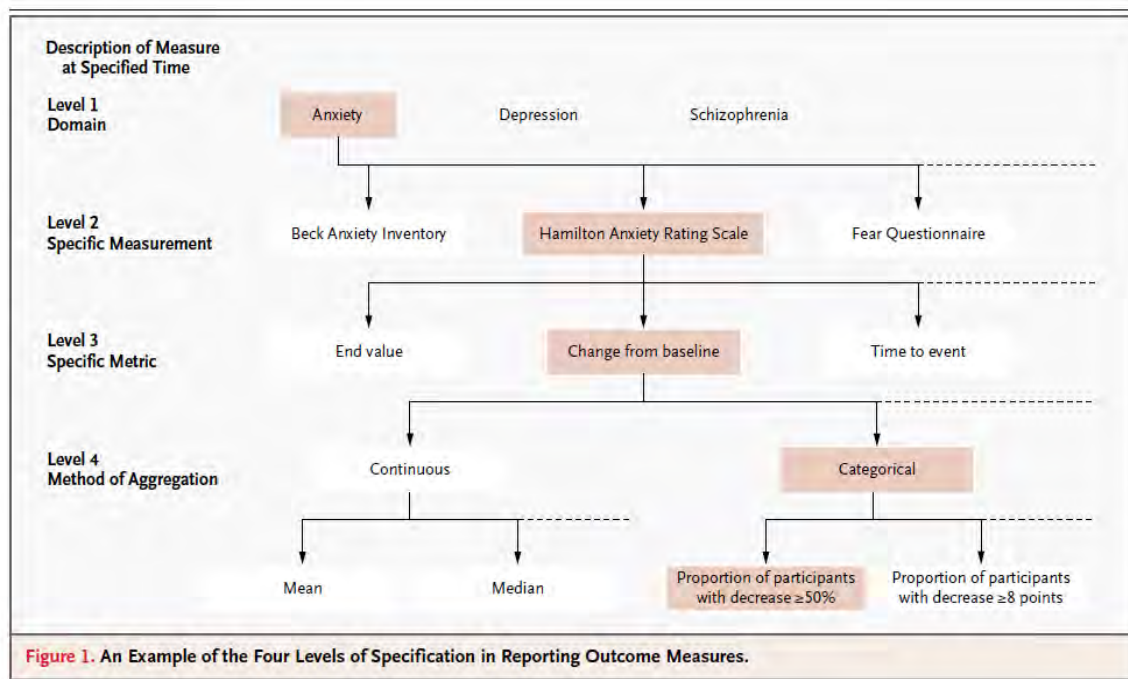 Description of Measure
at Specified Time
Level 1
Domain
Anxiety
Depression
Schizophrenia
Level 2
Specific Measurement
Beck Anxiety Inventory
Hamilton Anxiety Rating Scale
Fear Questionnaire
Level 3
Specific Metric
End value
Change from baseline
Time to event
Level 4
Method of Aggregation
Continuous
Categorical
Mean
Median
Proportion of participants
with decrease ≥50%
Proportion of participants
with decrease ≥8 points
Figure 1. An Example of the Four Levels of Specification in Reporting Outcome Measures.